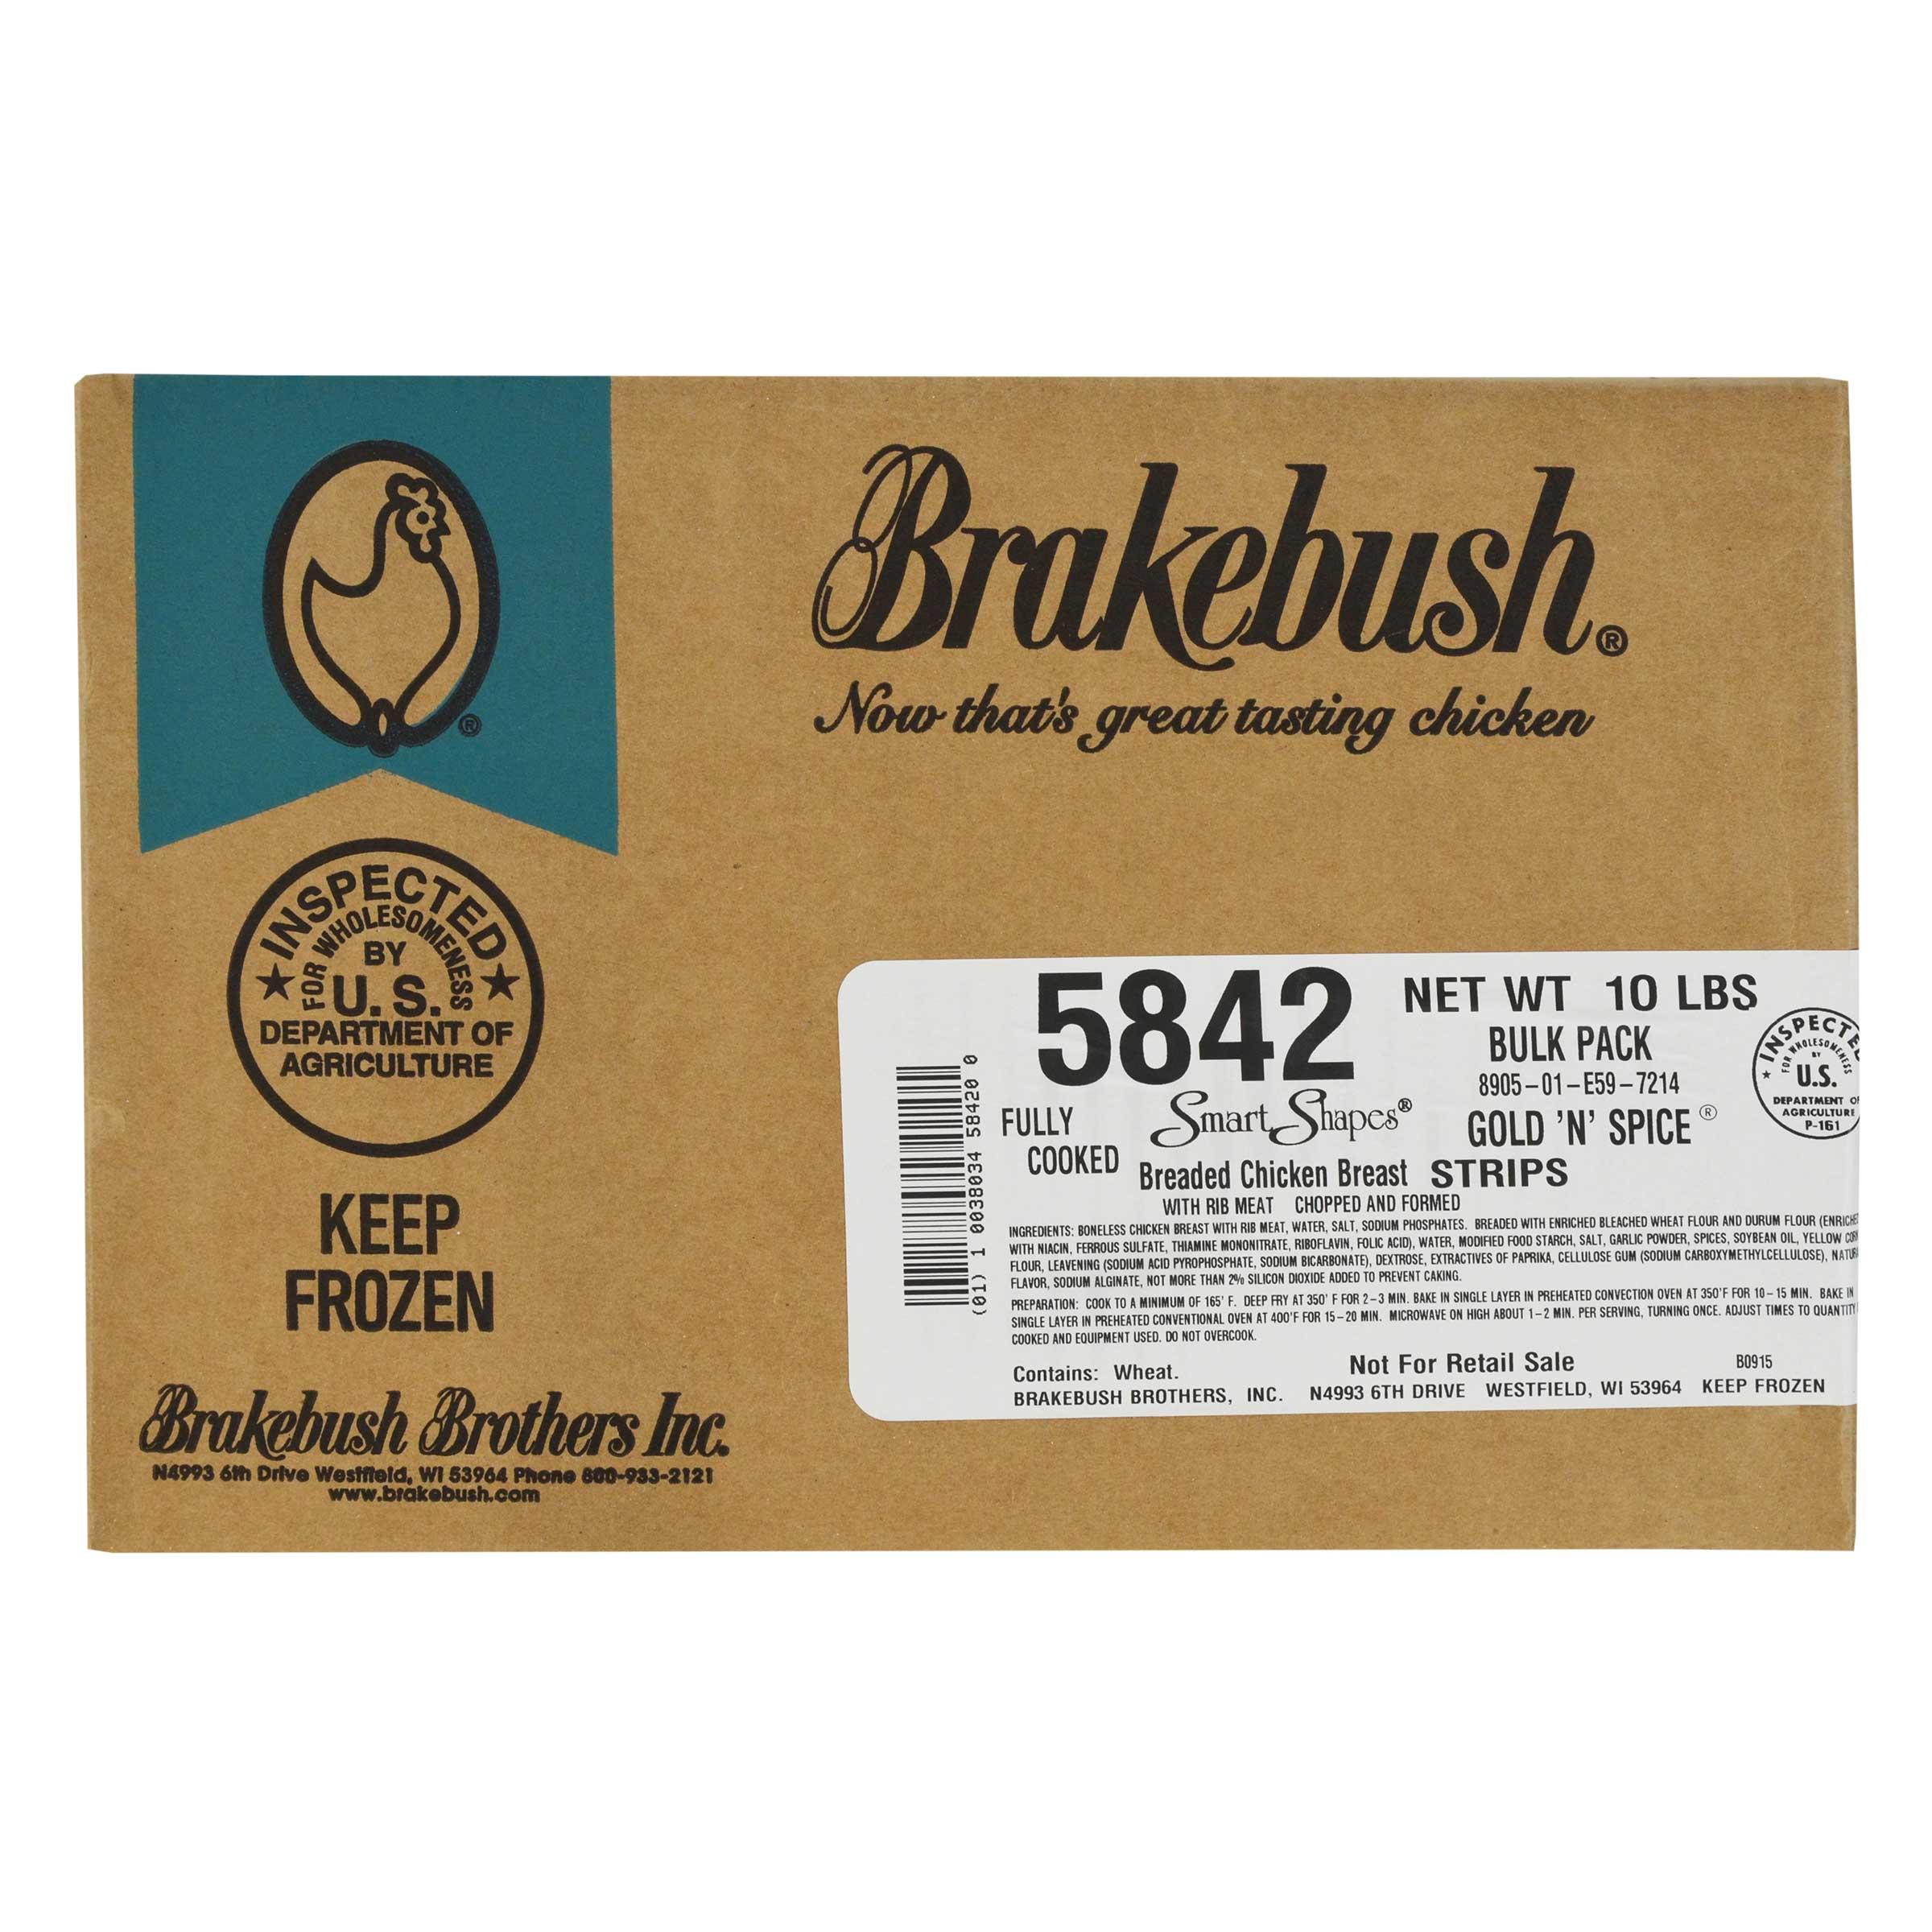 Brakebush®
Now that's great tasting chicken
®
INSPECTED
FOR WHOLESOMENESS
BY
U.S.
DEPARTMENT OF
AGRICULTURE
KEEP
FROZEN
Brakebush Brothers Inc.
N4993 6th Drive Westfield, WI 53964 Phone 800-933-2121
www.brakebush.com
(01) 1 0038034 58420 0
5842
NET WT 10 LBS
BULK PACK
8905-01-E59-7214
FULLY
COOKED
Smart Shapes®
GOLD 'N' SPICE ®
Breaded Chicken Breast STRIPS
WITH RIB MEAT CHOPPED AND FORMED
INSPECTED
FOR WHOLESOMENESS
BY
U.S.
DEPARTMENT
AGRICULTURE
P-161
INGREDIENTS: BONELESS CHICKEN BREAST WITH RIB MEAT, WATER, SALT, SODIUM PHOSPHATES. BREADED WITH ENRICHED BLEACHED WHEAT FLOUR AND DURUM FLOUR (ENRICHED
WITH NIACIN, FERROUS SULFATE, THIAMINE MONONITRATE, RIBOFLAVIN, FOLIC ACID), WATER, MODIFIED FOOD STARCH, SALT, GARLIC POWDER, SPICES, SOYBEAN OIL, YELLOW CORN
FLOUR, LEAVENING (SODIUM ACID PYROPHOSPHATE, SODIUM BICARBONATE), DEXTROSE, EXTRACTIVES OF PAPRIKA, CELLULOSE GUM (SODIUM CARBOXYMETHYLCELLULOSE), NATURAL
FLAVOR, SODIUM ALGINATE, NOT MORE THAN 2% SILICON DIOXIDE ADDED TO PREVENT CAKING.
PREPARATION: COOK TO A MINIMUM OF 165° F. DEEP FRY AT 350° F FOR 2-3 MIN. BAKE IN SINGLE LAYER IN PREHEATED CONVECTION OVEN AT 350°F FOR 10-15 MIN. BAKE IN
SINGLE LAYER IN PREHEATED CONVENTIONAL OVEN AT 400°F FOR 15-20 MIN. MICROWAVE ON HIGH ABOUT 1-2 MIN. PER SERVING, TURNING ONCE. ADJUST TIMES TO QUANTITY
COOKED AND EQUIPMENT USED. DO NOT OVERCOOK.
Contains: Wheat.
Not For Retail Sale
B0915
BRAKEBUSH BROTHERS, INC. N4993 6TH DRIVE WESTFIELD, WI 53964 KEEP FROZEN